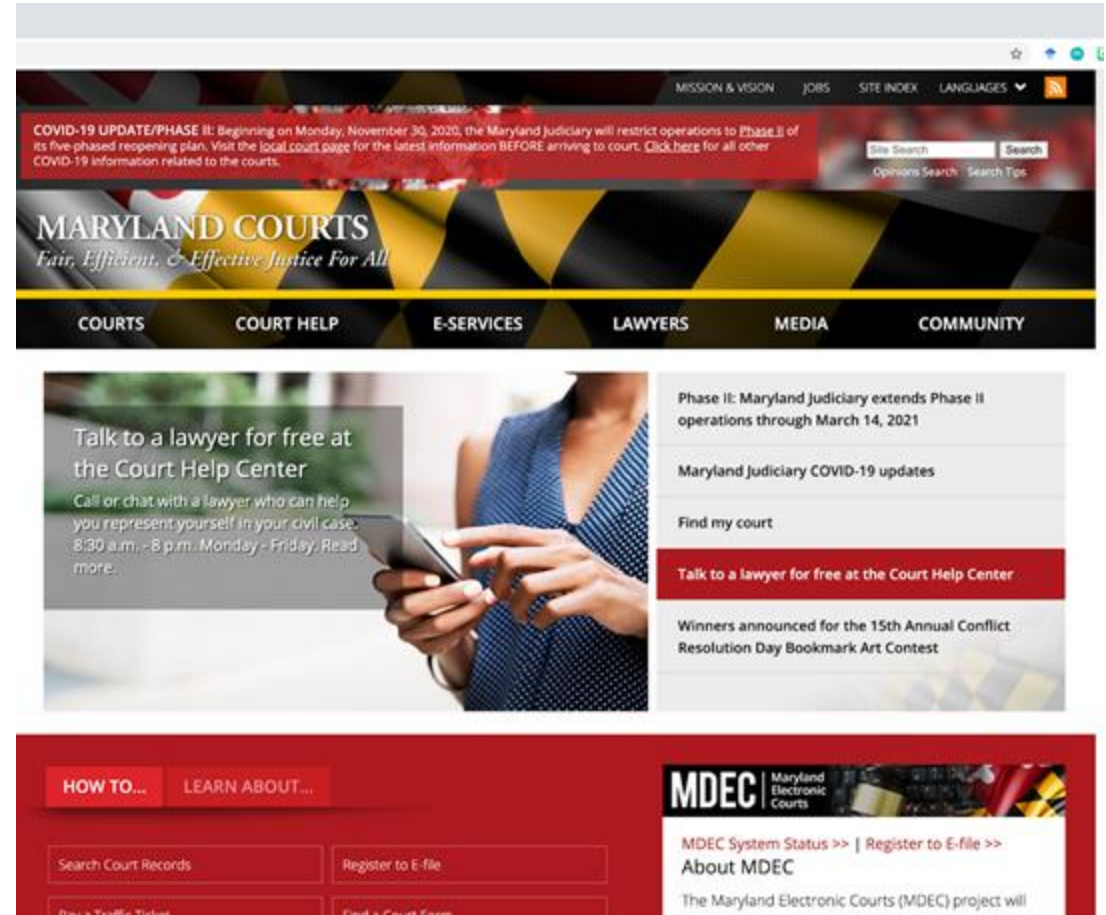 MISSION & VISION JOBS SITE INDEX LANGUAGES
COVID-19 UPDATE/PHASE II: Beginning on Monday, November 30, 2020, the Maryland Judiciary will restrict operations to Phase II of
its five-phased reopening plan. Visit the local court page for the latest information BEFORE arriving to court. Click here for all other
COVID-19 information related to the courts.
Site Search Search
Opinions Search Search Tips
MARYLAND COURTS
Fair, Efficient, & Effective Justice For All
COURTS COURT HELP E-SERVICES LAWYERS MEDIA COMMUNITY
Talk to a lawyer for free at
the Court Help Center
Call or chat with a lawyer who can help
you represent yourself in your civil case.
8:30 a.m. - 8 p.m. Monday - Friday. Read
more.
Phase II: Maryland Judiciary extends Phase II
operations through March 14, 2021
Maryland Judiciary COVID-19 updates
Find my court
Talk to a lawyer for free at the Court Help Center
Winners announced for the 15th Annual Conflict
Resolution Day Bookmark Art Contest
HOW TO... LEARN ABOUT...
Search Court Records Register to E-file
Pay a Traffic Ticket Find a Court Form
MDEC Maryland
Electronic
Courts
MDEC System Status >> | Register to E-file >>
About MDEC
The Maryland Electronic Courts (MDEC) project will